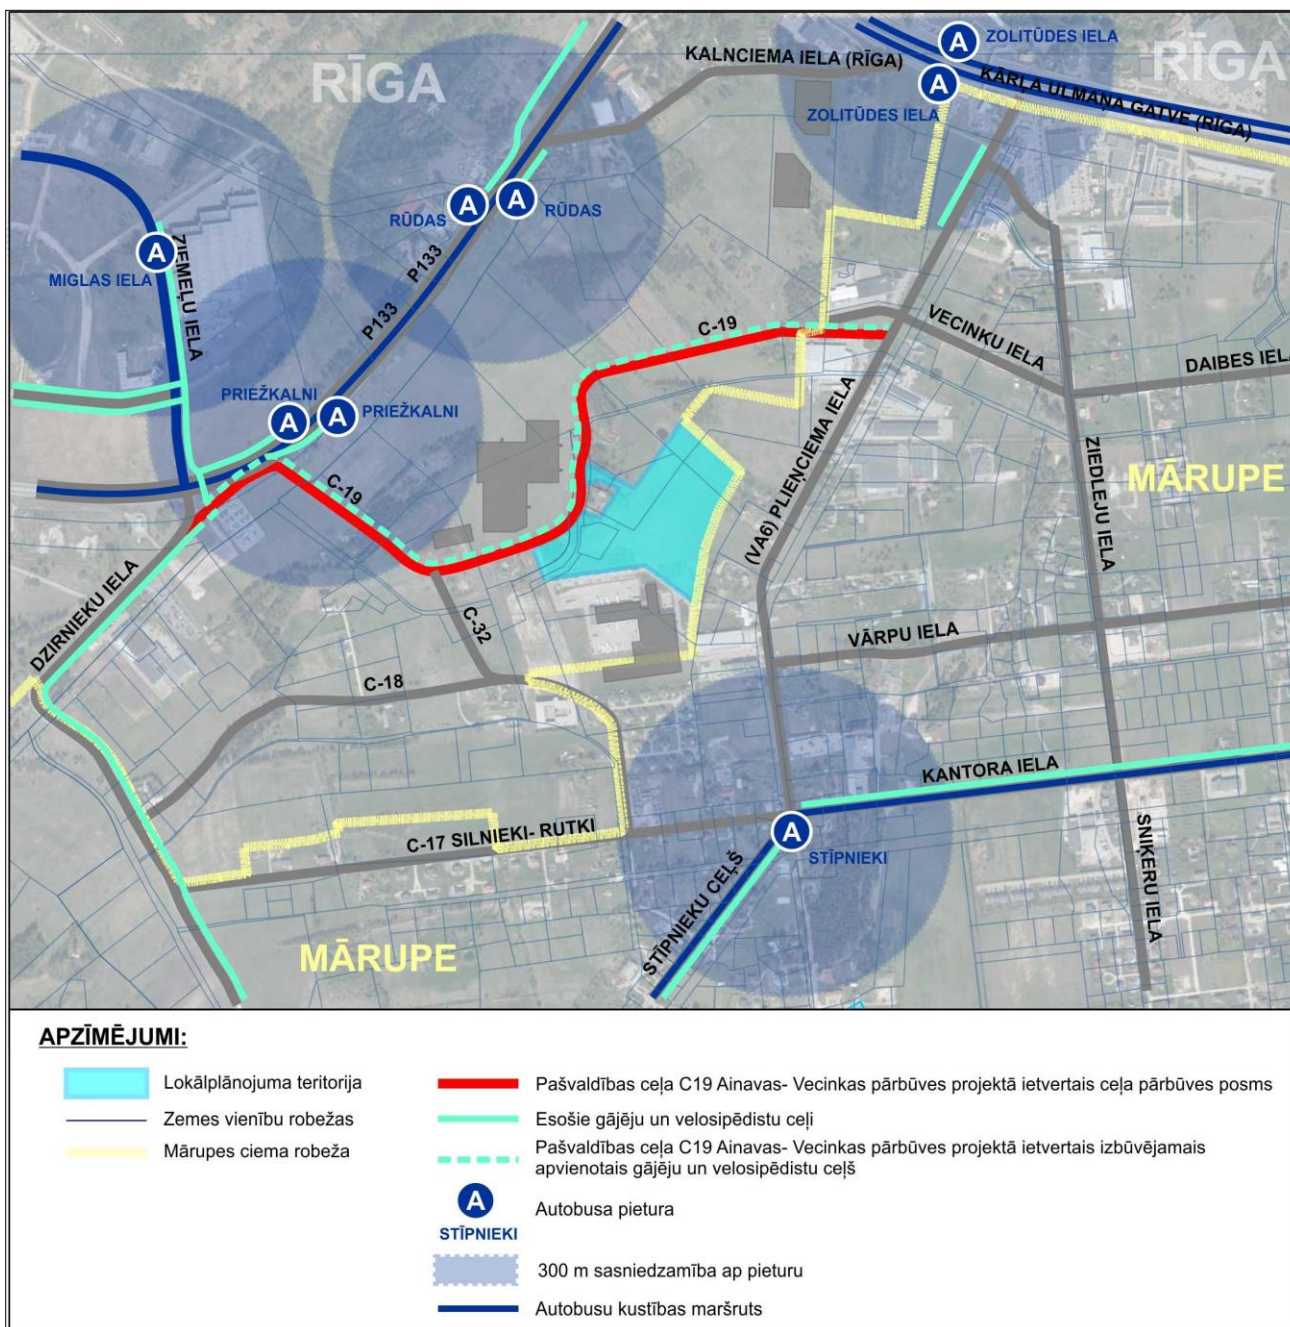 RĪGA
RĪGA
ZOLITŪDES IELA
KALNCIEMA IELA (RĪGA)
KĀRĻA ULMAŅA GATVE (RĪGA)
A
A
ZOLITŪDES IELA
A
A
RŪDAS
RŪDAS
A
MIGLAS IELA
ZIEMEĻU IELA
P133
P133
C-19
VECINKU IELA
DAIBES IELA
PRIEŽKALNI
A
A
PRIEŽKALNI
(VA6) PLIEŅCIEMA IELA
ZIEDLEJU IELA
MĀRUPE
C-19
DZIRNIEKU IELA
C-32
VĀRPU IELA
C-18
KANTORA IELA
C-17 SILNIEKI- RUTKI
A
STĪPNIEKI
STĪPNIEKU CEĻŠ
SNIĶERU IELA
MĀRUPE
APZĪMĒJUMI:
Lokālplānojuma teritorija
Zemes vienību robežas
Mārupes ciema robeža
Pašvaldības ceļa C19 Ainavas- Vecinkas pārbūves projektā ietvertais ceļa pārbūves posms
Esošie gājēju un velosipēdistu ceļi
Pašvaldības ceļa C19 Ainavas- Vecinkas pārbūves projektā ietvertais izbūvējamais
apvienotais gājēju un velosipēdistu ceļš
A
STĪPNIEKI
Autobusa pietura
300 m sasniedzamība ap pieturu
Autobusu kustības maršruts